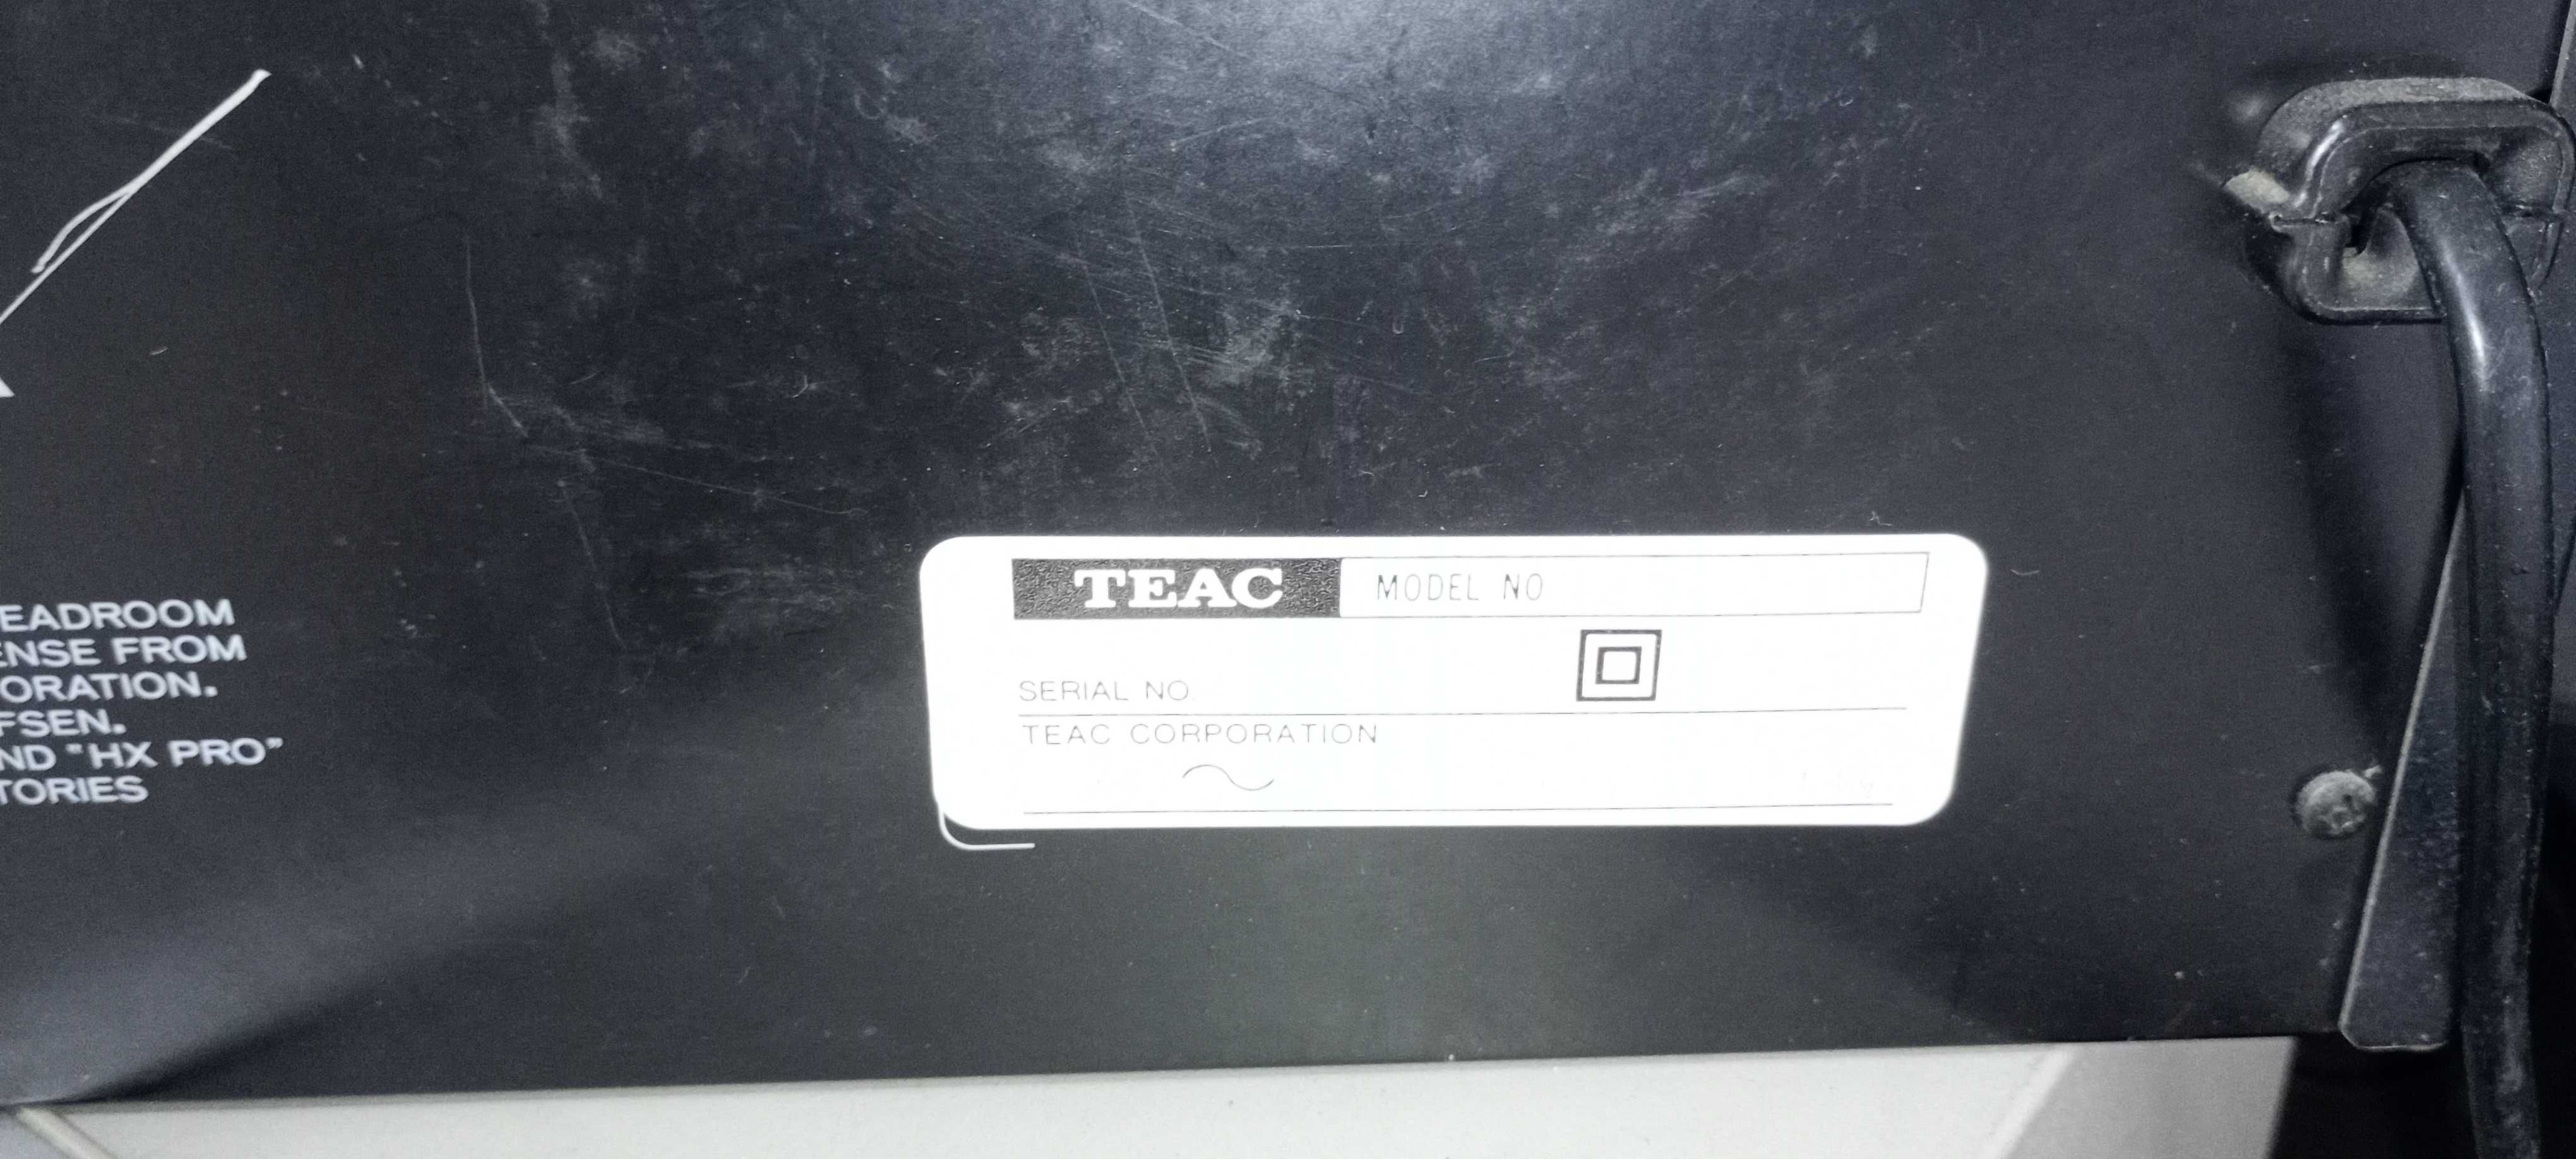 EADROOM
ENSE FROM
ORATION.
FSEN.
ND "HX PRO"
TORIES
TEAC MODEL NO
SERIAL NO.
TEAC CORPORATION
~